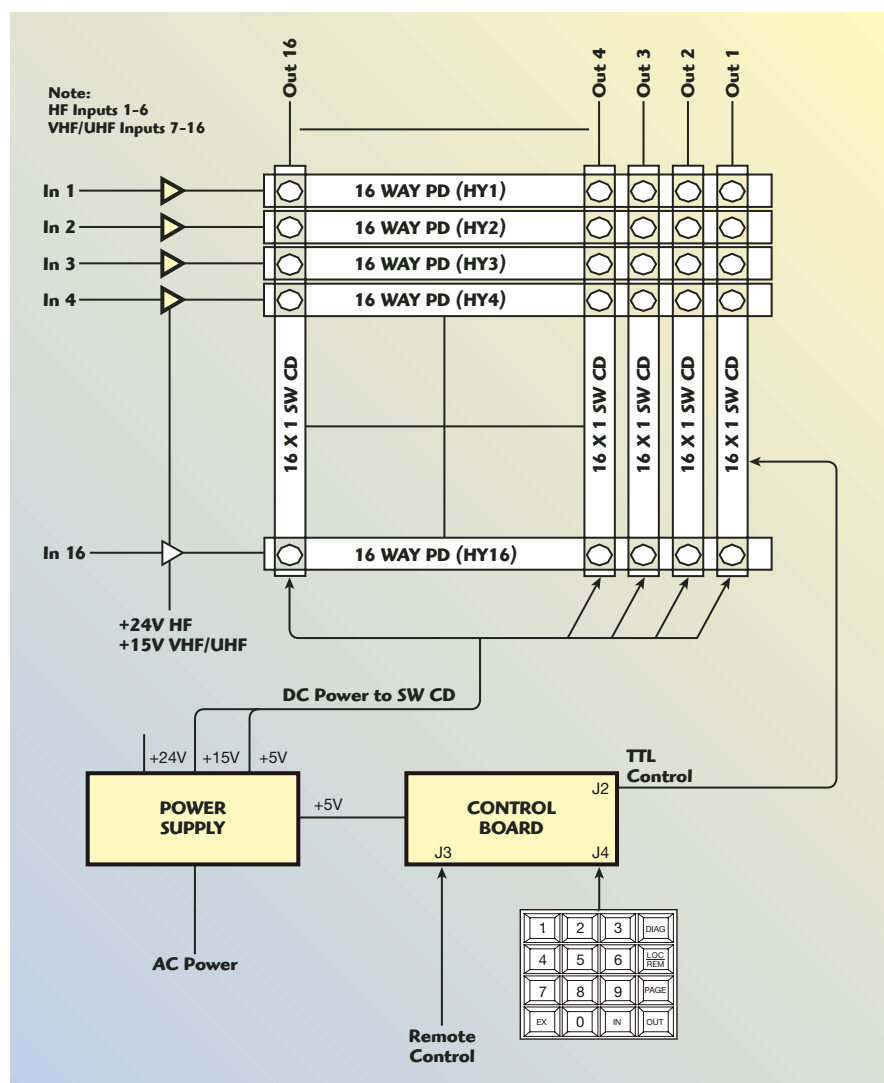 Out 16
Out 4
Out 3
Out 2
Out 1
Note:
HF Inputs 1-6
VHF/UHF Inputs 7-16
In 1
16 WAY PD (HY1)
In 2
16 WAY PD (HY2)
In 3
16 WAY PD (HY3)
In 4
16 WAY PD (HY4)
16 X 1 SW CD
16 X 1 SW CD
16 X 1 SW CD
16 X 1 SW CD
16 X 1 SW CD
In 16
16 WAY PD (HY16)
+24V HF
+15V VHF/UHF
DC Power to SW CD
+24V
+15V
+5V
TTL
Control
POWER
SUPPLY
+5V
CONTROL
BOARD
J2
J3
J4
AC Power
1
2
3
DIAG
4
5
6
LOC
REM
7
8
9
PAGE
EX
0
IN
OUT
Remote
Control